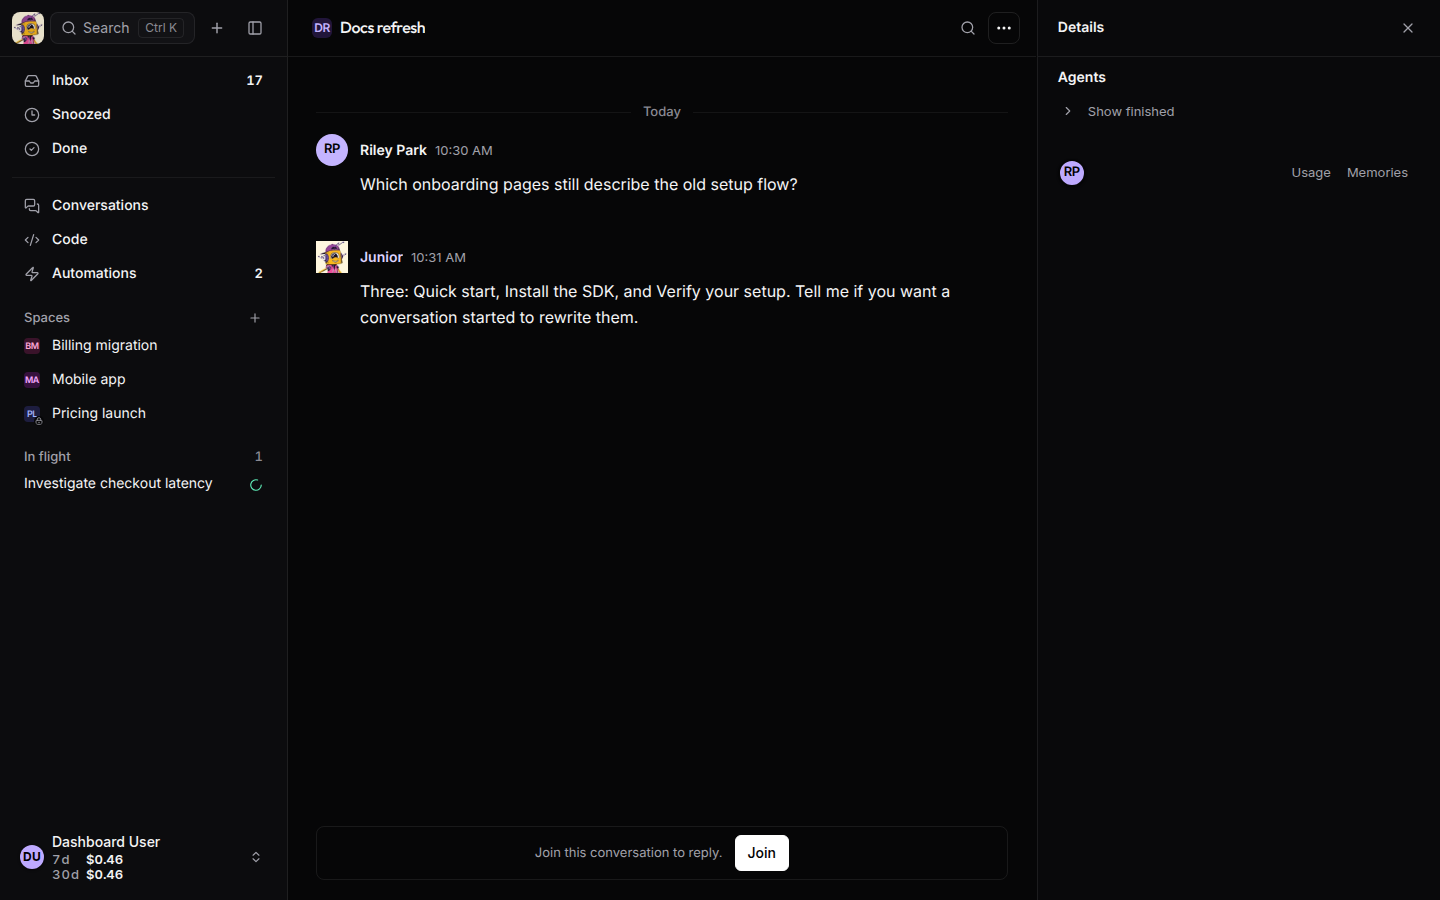 Search Ctrl K
Inbox 17
Snoozed
Done
Conversations
Code
Automations 2
Spaces
BM Billing migration
MA Mobile app
PL Pricing launch
In flight 1
Investigate checkout latency
DU Dashboard User
7d $0.46
30d $0.46
DR Docs refresh
Today
RP Riley Park 10:30 AM
Which onboarding pages still describe the old setup flow?
Junior 10:31 AM
Three: Quick start, Install the SDK, and Verify your setup. Tell me if you want a
conversation started to rewrite them.
Join this conversation to reply. Join
Details
Agents
Show finished
RP Usage Memories